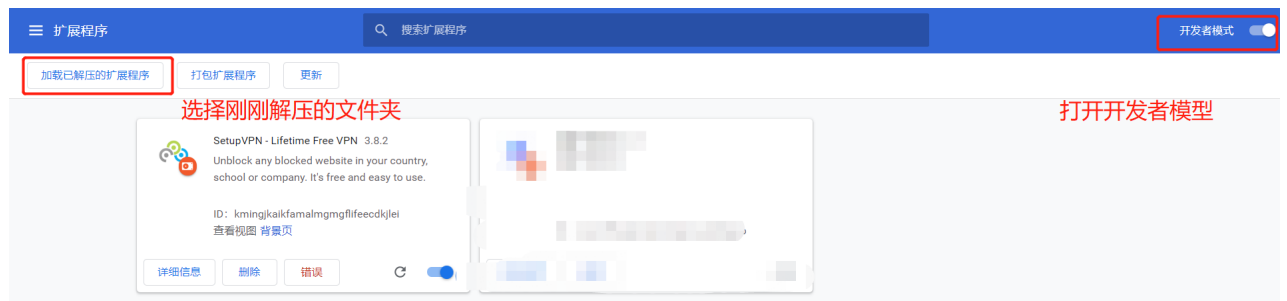 扩展程序
搜索扩展程序
开发者模式
加载已解压的扩展程序
打包扩展程序
更新
选择刚刚解压的文件夹
打开开发者模型
SetupVPN - Lifetime Free VPN 3.8.2
Unblock any blocked website in your country,
school or company. It's free and easy to use.
ID：kmingjkaikfamalmgmgflifeecdkjlei
查看视图 背景页
详细信息
删除
错误